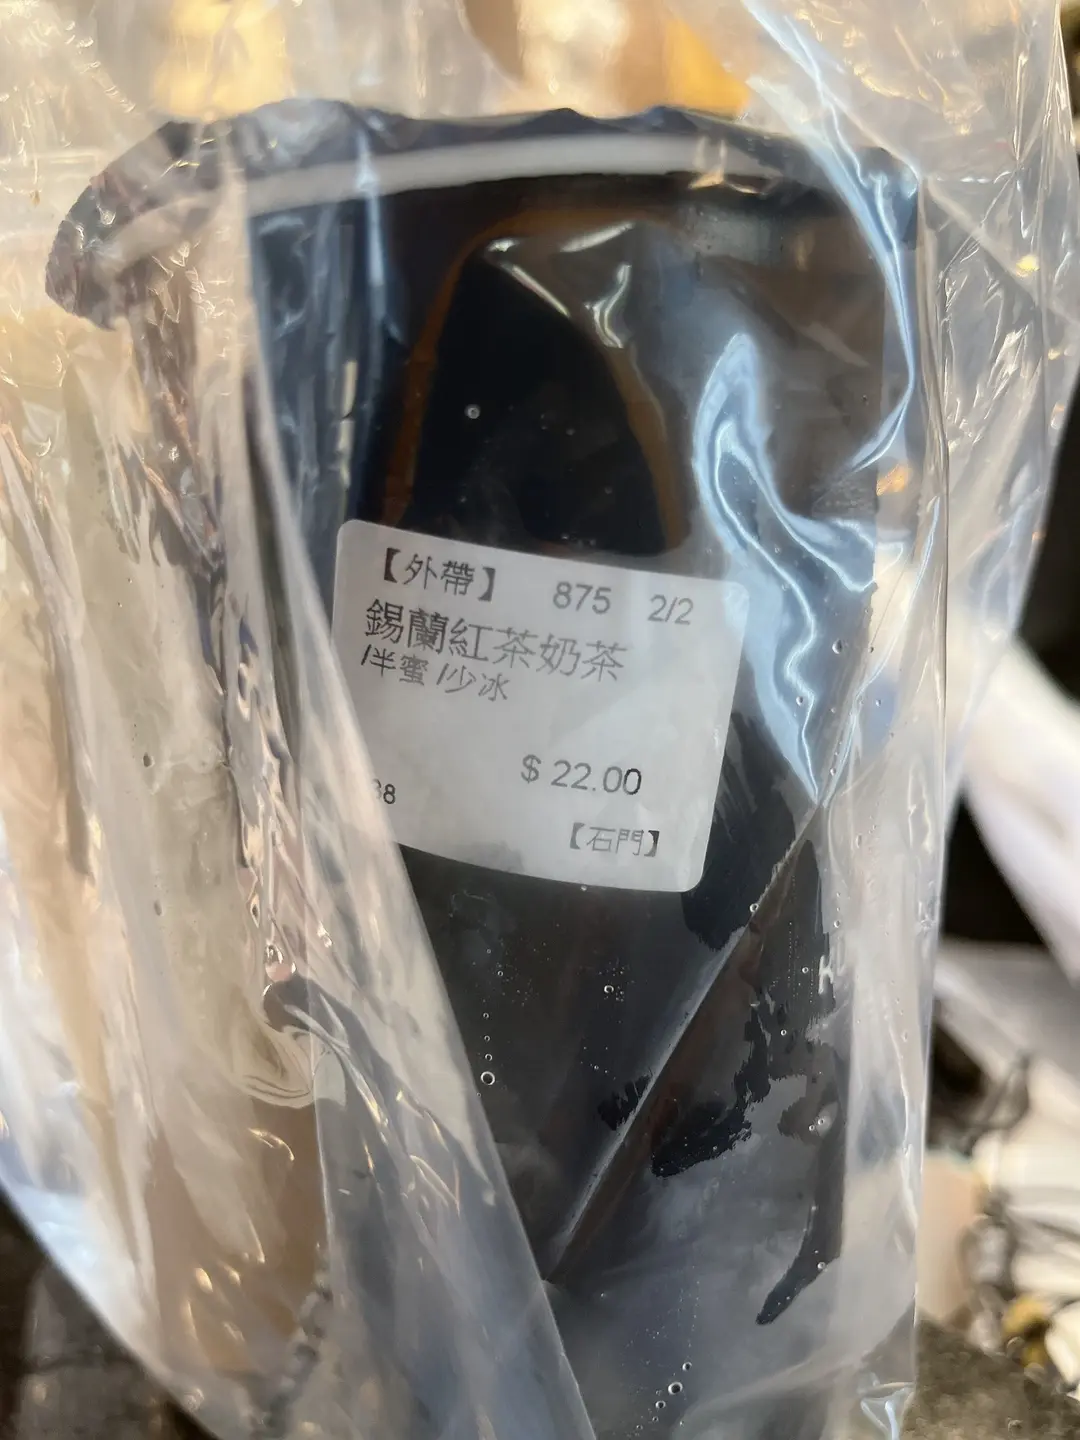 【外帶】 875 2/2
錫蘭紅茶奶茶
/半蜜 /少冰
$ 22.00
38
【石門】